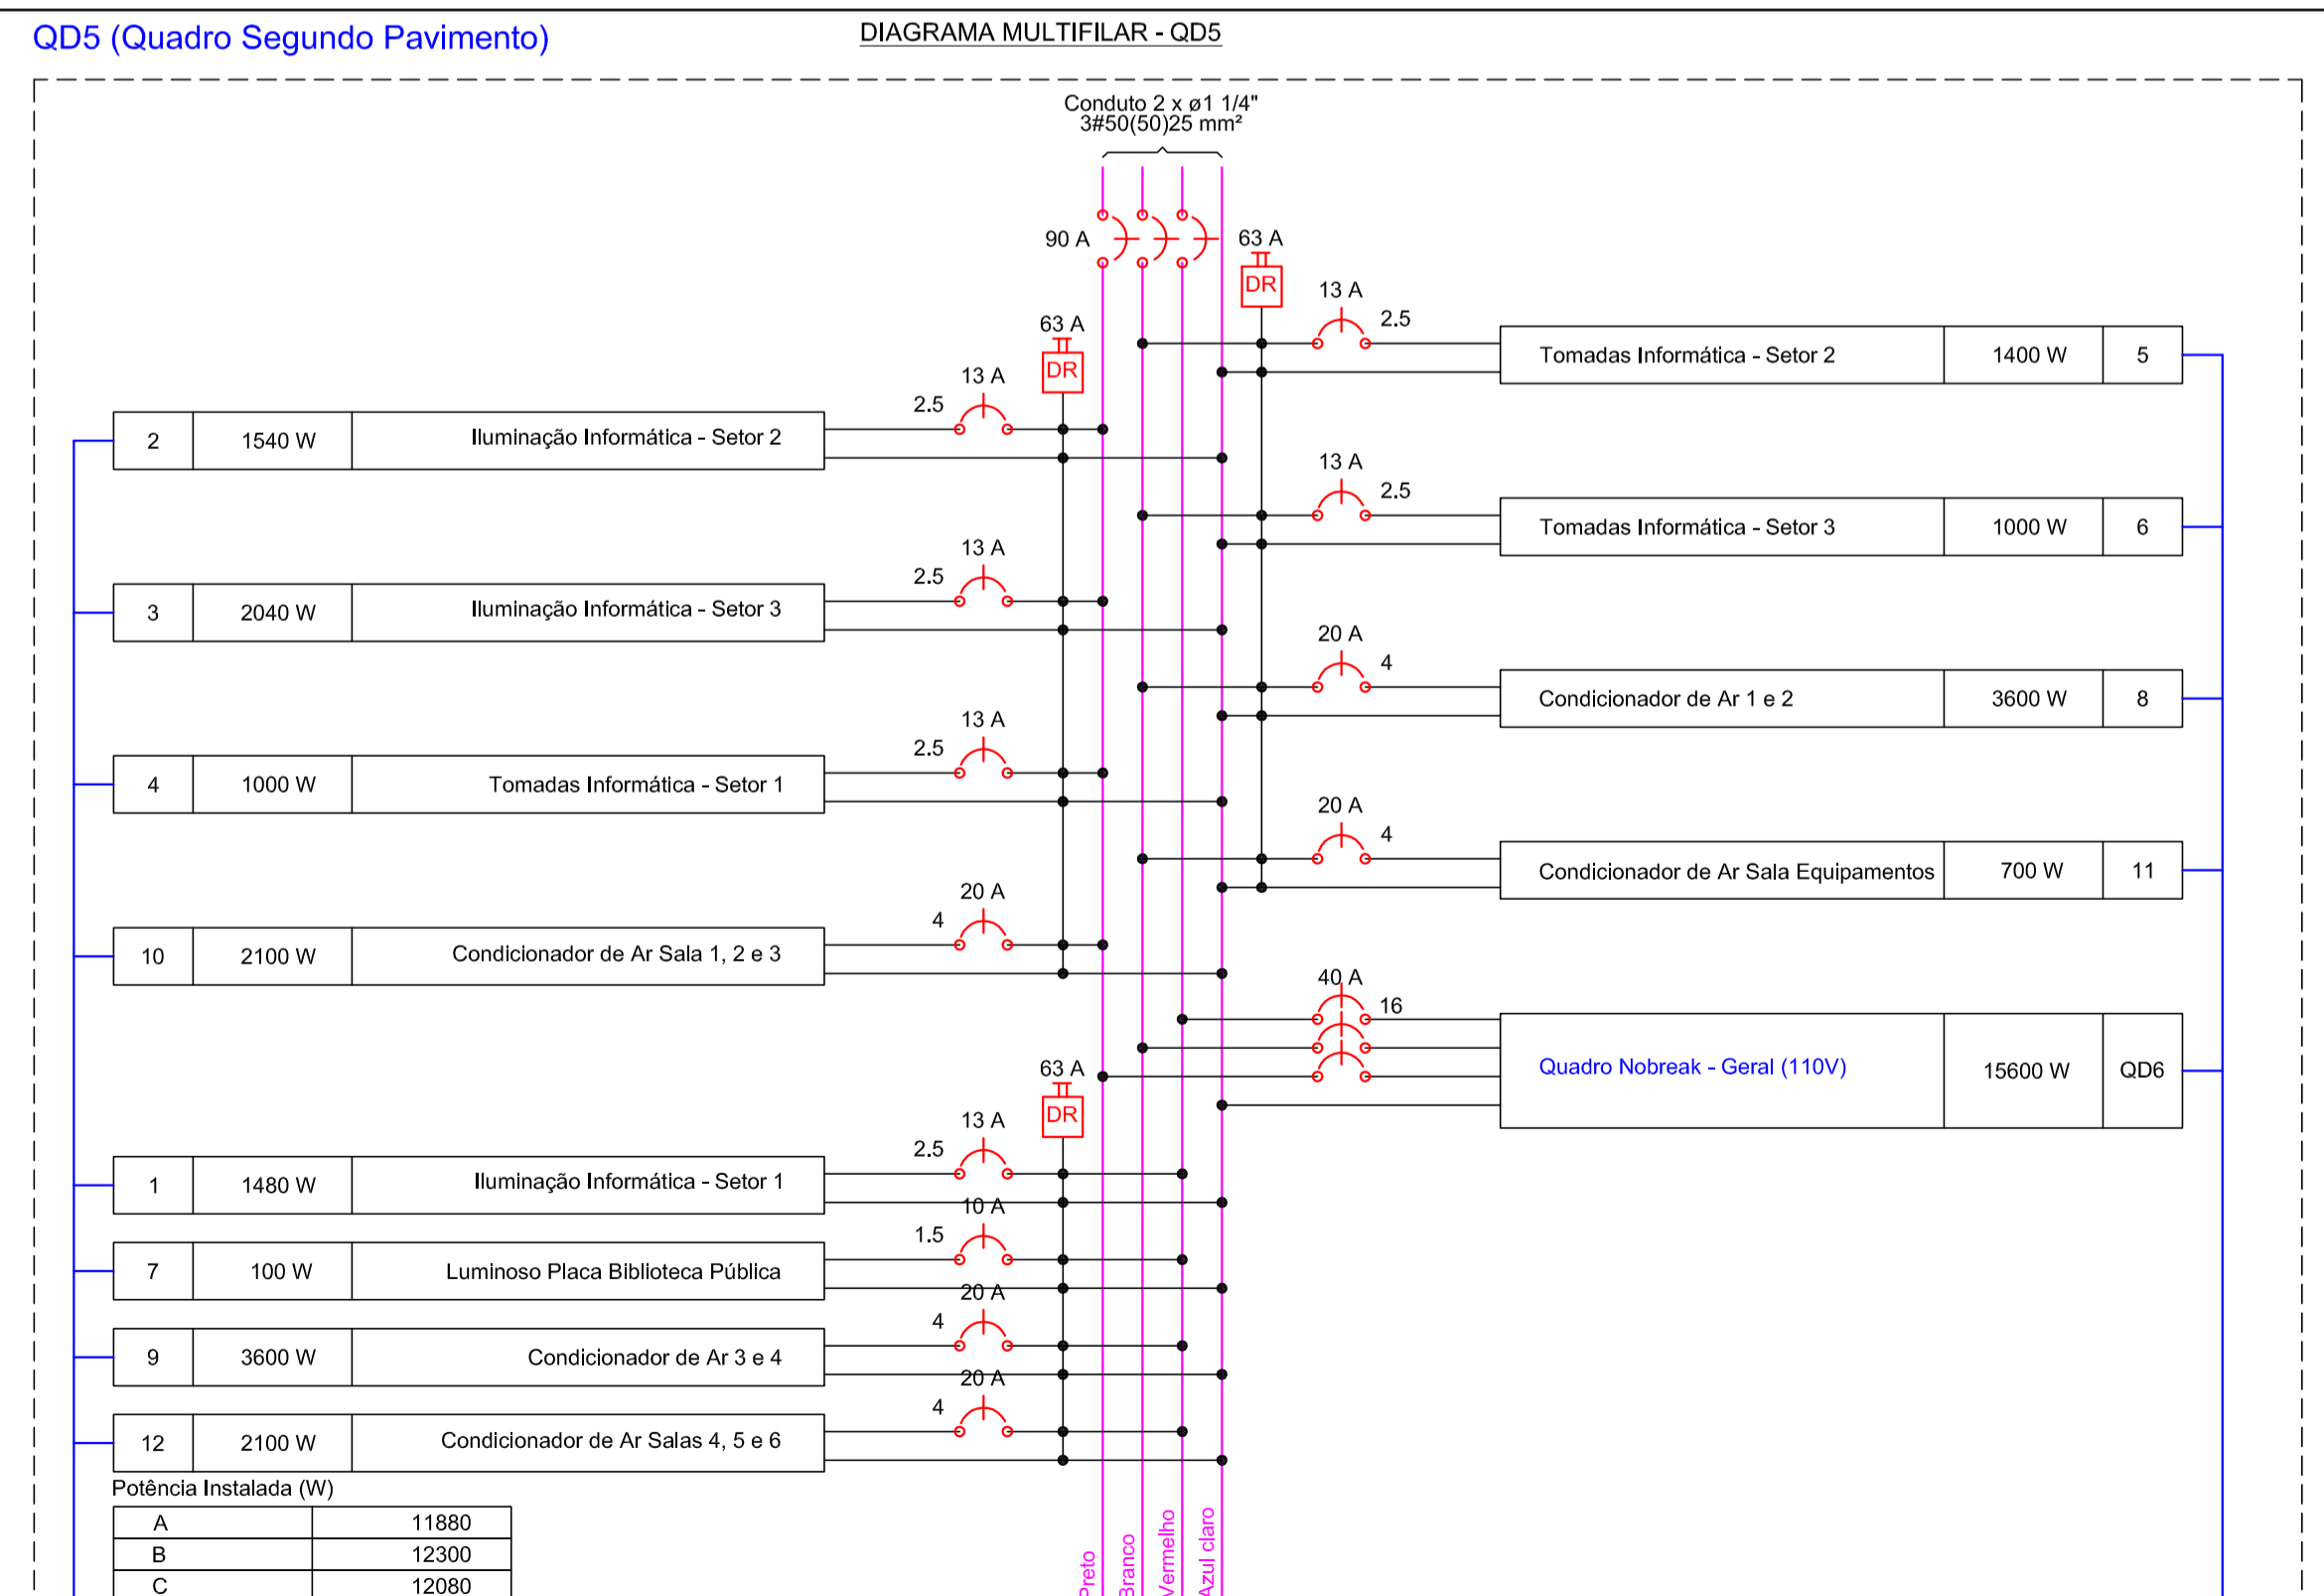 QD5 (Quadro Segundo Pavimento)
DIAGRAMA MULTIFILAR - QD5
Conduto 2 x ø1 1/4"
3#50(50)25 mm²
90 A
63 A
DR
13 A
2.5
Tomadas Informática - Setor 2 1400 W 5
63 A
DR
13 A
2.5
2 1540 W Iluminação Informática - Setor 2
13 A
2.5
Tomadas Informática - Setor 3 1000 W 6
13 A
2.5
3 2040 W Iluminação Informática - Setor 3
20 A
4
Condicionador de Ar 1 e 2 3600 W 8
13 A
2.5
4 1000 W Tomadas Informática - Setor 1
20 A
4
Condicionador de Ar Sala Equipamentos 700 W 11
20 A
4
10 2100 W Condicionador de Ar Sala 1, 2 e 3
40 A
16
Quadro Nobreak - Geral (110V) 15600 W QD6
63 A
DR
13 A
2.5
1 1480 W Iluminação Informática - Setor 1
10 A
1.5
7 100 W Luminoso Placa Biblioteca Pública
20 A
4
9 3600 W Condicionador de Ar 3 e 4
20 A
4
12 2100 W Condicionador de Ar Salas 4, 5 e 6
Potência Instalada (W)
A 11880
B 12300
C 12080
Preto
Branco
Vermelho
Azul claro